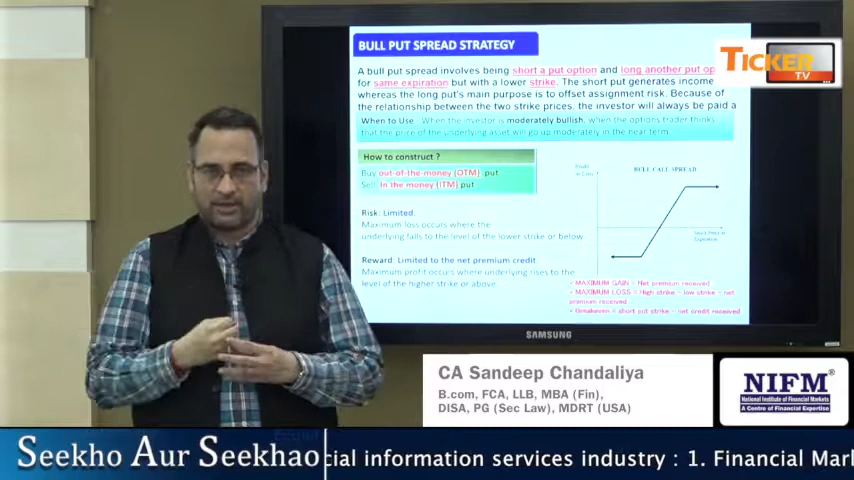 BULL PUT SPREAD STRATEGY
A bull put spread involves being short a put option and long another put op
for same expiration but with a lower strike. The short put generates income
whereas the long put's main purpose is to offset assignment risk. Because of
the relationship between the two strike prices, the investor will always be paid a
When to Use: When the investor is moderately bullish, when the options trader thinks
that the price of the underlying asset will go up moderately in the near term.
How to construct ?
Buy out-of-the-money (OTM) put
Sell In the money (ITM) put
Risk: Limited.
Maximum loss occurs where the
underlying falls to the level of the lower strike or below
Reward: Limited to the net premium credit.
Maximum profit occurs where underlying rises to the
level of the higher strike or above.
Profit
or Loss
BULL CALL SPREAD
Stock Price at
Expiration
• MAXIMUM GAIN = Net premium received
• MAXIMUM LOSS = High strike – low strike – net
premium received
• Breakeven = short put strike – net credit received
TICKER
TV
SAMSUNG
CA Sandeep Chandaliya
B.com, FCA, LLB, MBA (Fin),
DISA, PG (Sec Law), MDRT (USA)
NIFM®
National Institute of Financial Markets
A Centre of Financial Expertise
Seekho Aur Seekhao
cial information services industry : 1. Financial Mark